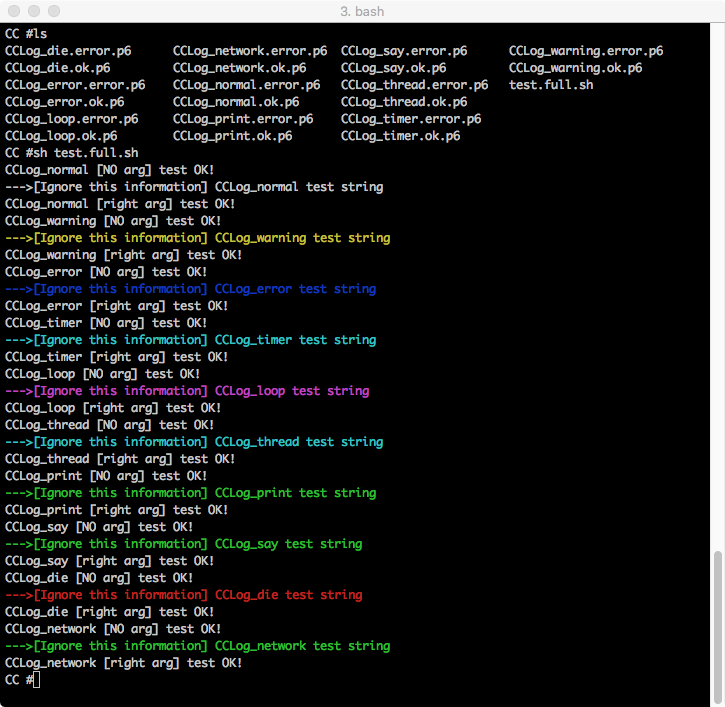 3. bash
CC #ls
CCLog_die.error.p6 CCLog_network.error.p6 CCLog_say.error.p6 CCLog_warning.error.p6
CCLog_die.ok.p6 CCLog_network.ok.p6 CCLog_say.ok.p6 CCLog_warning.ok.p6
CCLog_error.error.p6 CCLog_normal.error.p6 CCLog_thread.error.p6 test.full.sh
CCLog_error.ok.p6 CCLog_normal.ok.p6 CCLog_thread.ok.p6
CCLog_loop.error.p6 CCLog_print.error.p6 CCLog_timer.error.p6
CCLog_loop.ok.p6 CCLog_print.ok.p6 CCLog_timer.ok.p6
CC #sh test.full.sh
CCLog_normal [NO arg] test OK!
--->[Ignore this information] CCLog_normal test string
CCLog_normal [right arg] test OK!
CCLog_warning [NO arg] test OK!
--->[Ignore this information] CCLog_warning test string
CCLog_warning [right arg] test OK!
CCLog_error [NO arg] test OK!
--->[Ignore this information] CCLog_error test string
CCLog_error [right arg] test OK!
CCLog_timer [NO arg] test OK!
--->[Ignore this information] CCLog_timer test string
CCLog_timer [right arg] test OK!
CCLog_loop [NO arg] test OK!
--->[Ignore this information] CCLog_loop test string
CCLog_loop [right arg] test OK!
CCLog_thread [NO arg] test OK!
--->[Ignore this information] CCLog_thread test string
CCLog_thread [right arg] test OK!
CCLog_print [NO arg] test OK!
--->[Ignore this information] CCLog_print test string
CCLog_print [right arg] test OK!
CCLog_say [NO arg] test OK!
--->[Ignore this information] CCLog_say test string
CCLog_say [right arg] test OK!
CCLog_die [NO arg] test OK!
--->[Ignore this information] CCLog_die test string
CCLog_die [right arg] test OK!
CCLog_network [NO arg] test OK!
--->[Ignore this information] CCLog_network test string
CCLog_network [right arg] test OK!
CC #